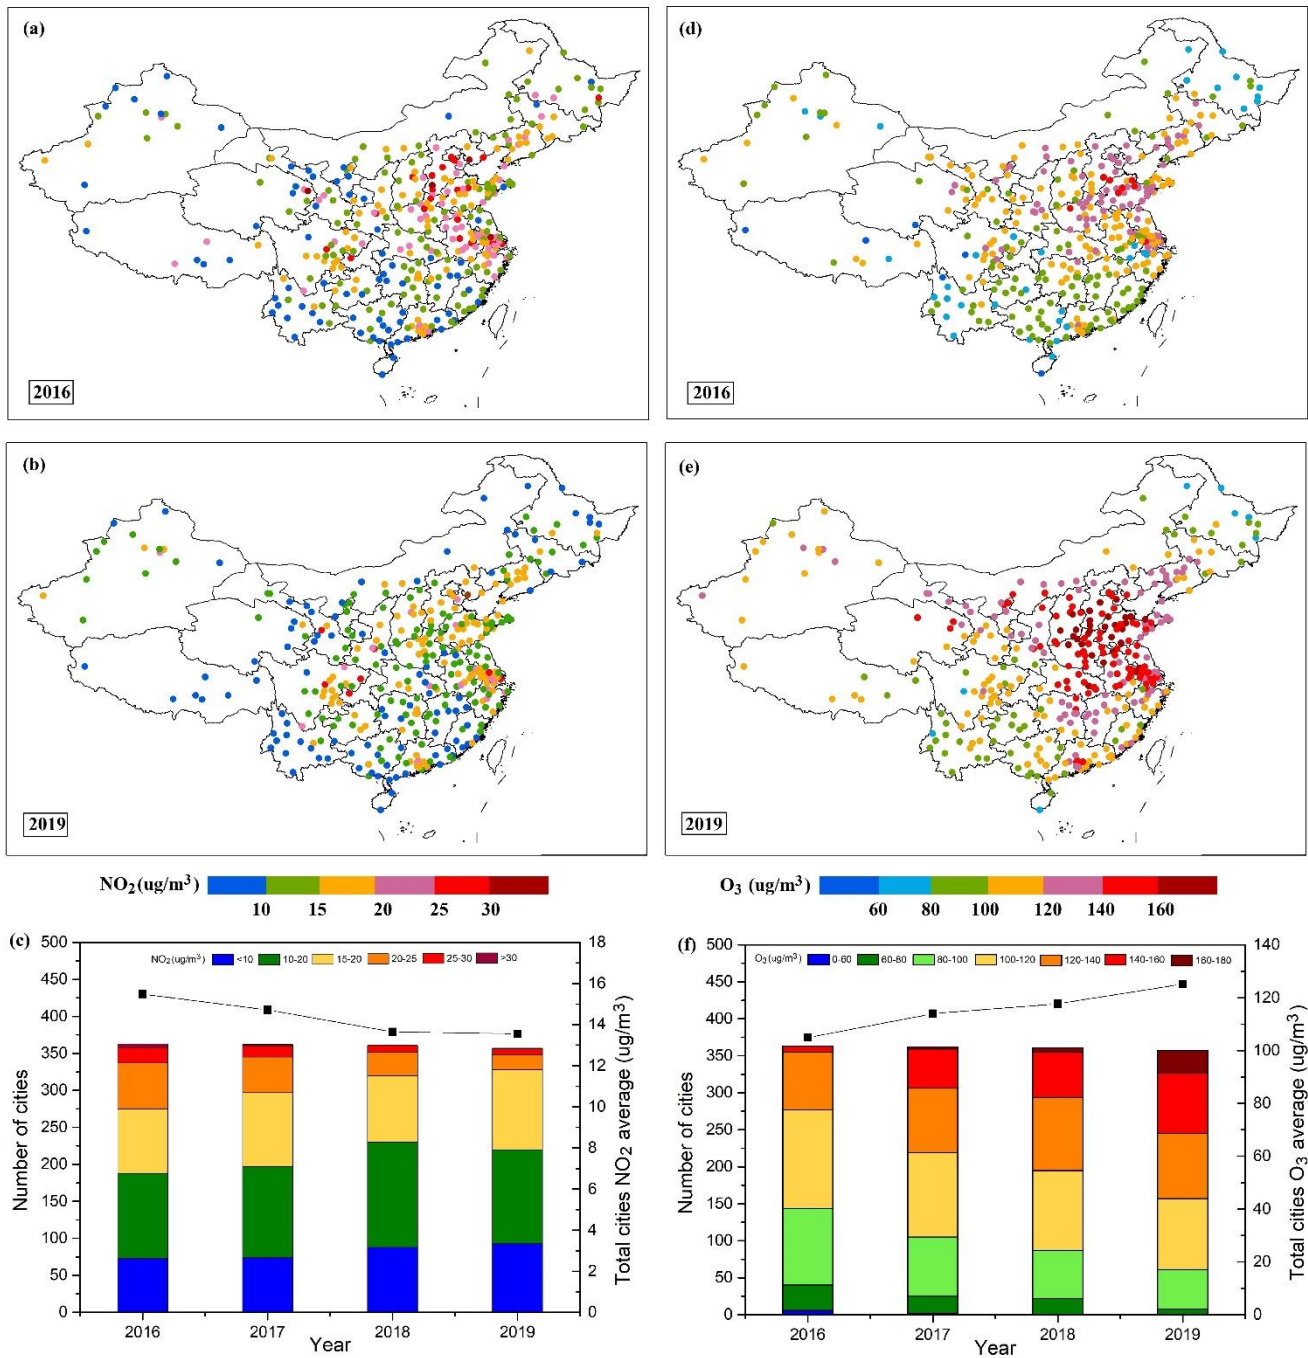 (a)
2016
(d)
2016
(b)
2019
(e)
2019
NO₂(ug/m³)
10 15 20 25 30
O₃ (ug/m³)
60 80 100 120 140 160
(c)
NO₂(ug/m³) <10 10-20 15-20 20-25 25-30 >30
500
450
400
350
300
250
200
150
100
50
0
Number of cities
18
16
14
12
10
8
6
4
2
0
Total cities NO₂ average (ug/m³)
2016 2017 2018 2019
Year
(f)
O₃(ug/m³) 0-60 60-80 80-100 100-120 120-140 140-160 160-180
500
450
400
350
300
250
200
150
100
50
0
Number of cities
140
120
100
80
60
40
20
0
Total cities O₃ average (ug/m³)
2016 2017 2018 2019
Year